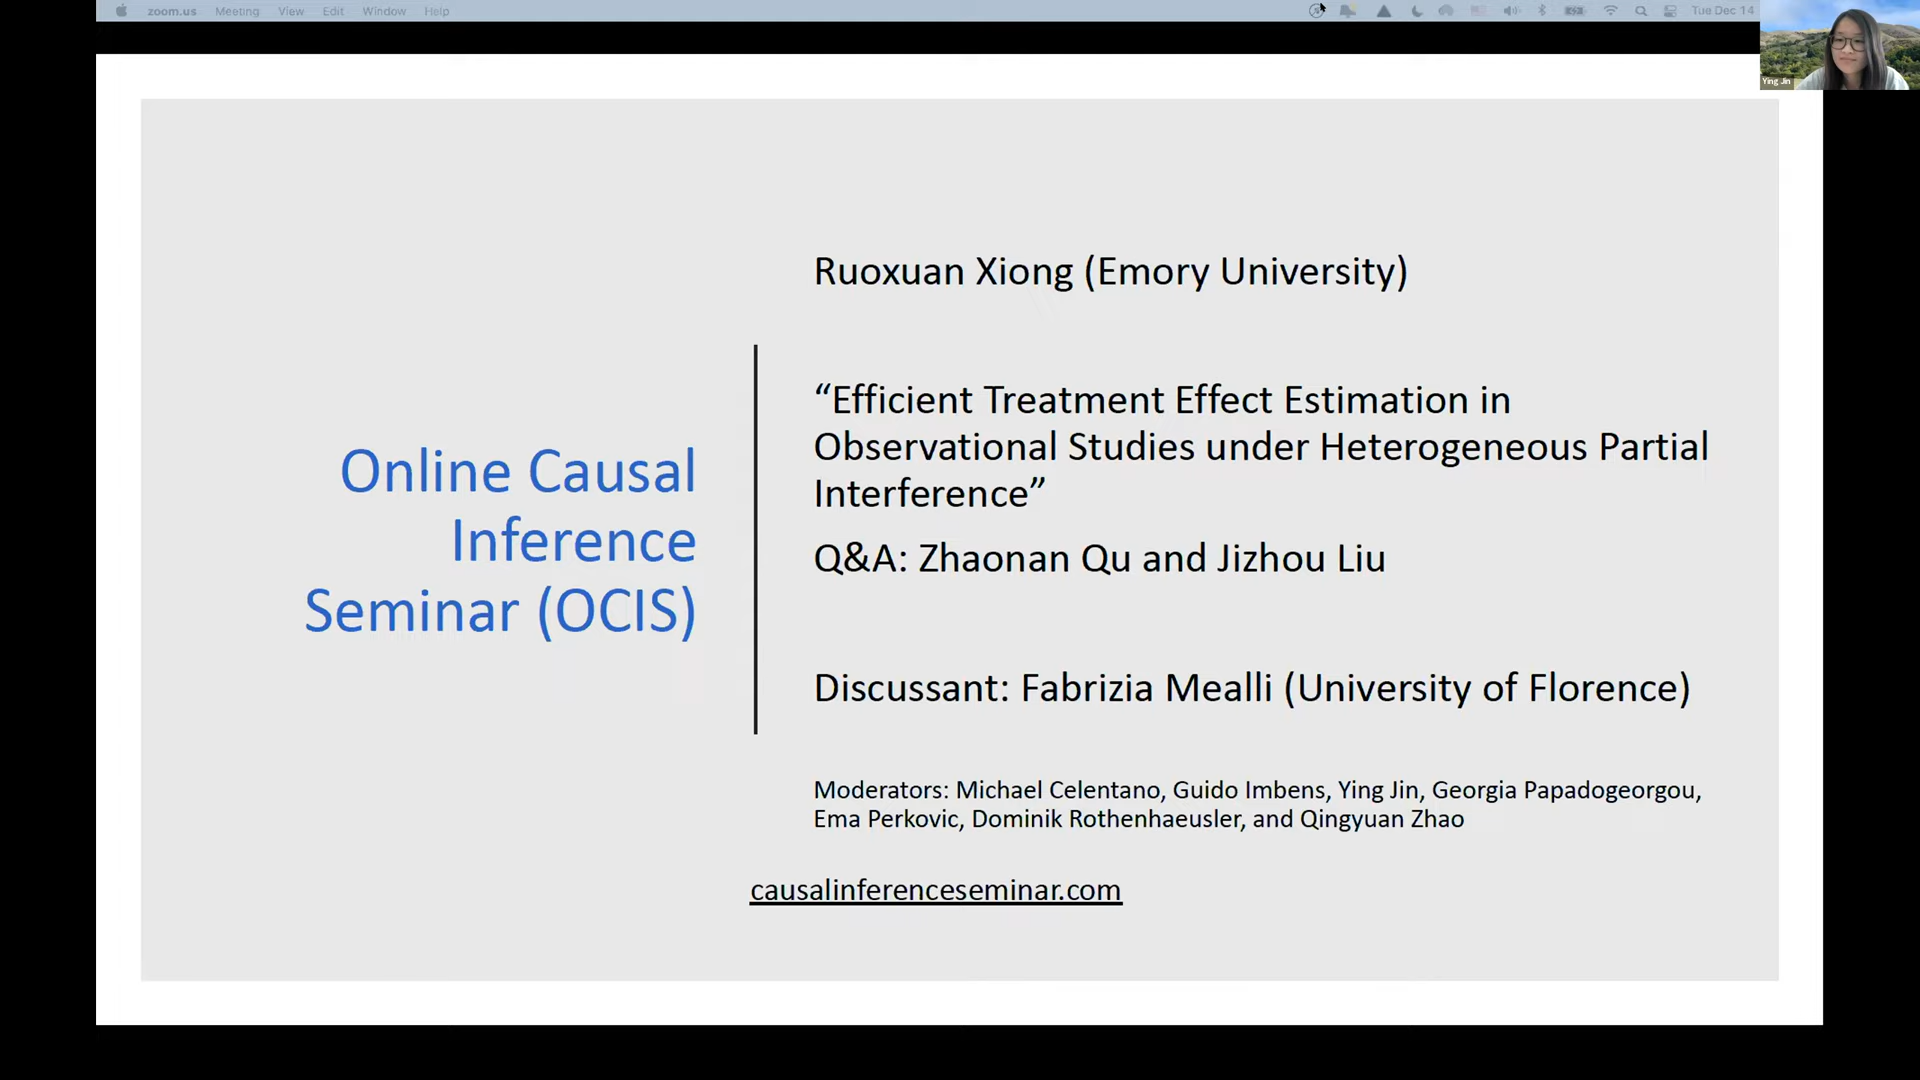 zoom.us Meeting View Edit Window Help Tue Dec 14
Ying Jin
Ruoxuan Xiong (Emory University)
“Efficient Treatment Effect Estimation in
Observational Studies under Heterogeneous Partial
Interference”
Q&A: Zhaonan Qu and Jizhou Liu
Online Causal
Inference
Seminar (OCIS)
Discussant: Fabrizia Mealli (University of Florence)
Moderators: Michael Celentano, Guido Imbens, Ying Jin, Georgia Papadogeorgou,
Ema Perkovic, Dominik Rothenhaeusler, and Qingyuan Zhao
causalinferenceseminar.com